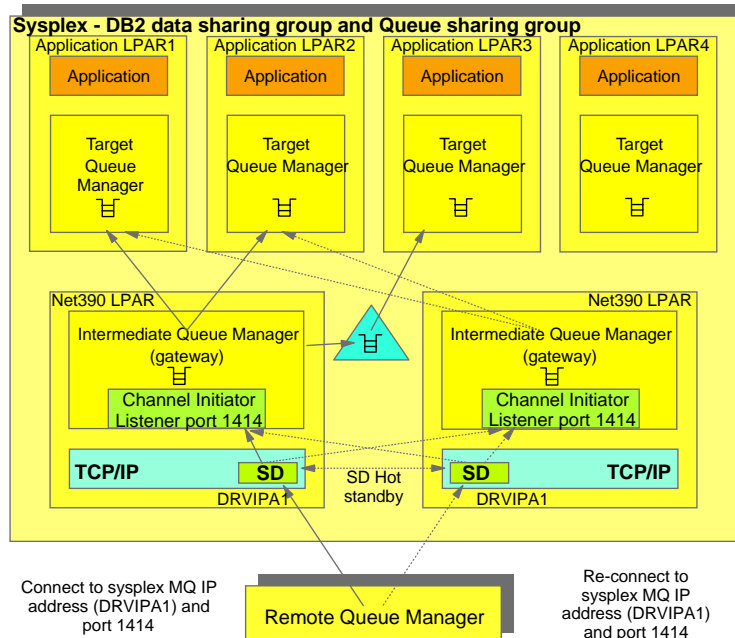 Sysplex - DB2 data sharing group and Queue sharing group
Application LPAR1
Application LPAR2
Application LPAR3
Application LPAR4
Application
Application
Application
Application
Target
Queue
Manager
Target
Queue Manager
Target
Queue Manager
Target
Queue Manager
Net390 LPAR
Net390 LPAR
Intermediate Queue Manager
(gateway)
Intermediate Queue Manager
(gateway)
Channel Initiator
Listener port 1414
Channel Initiator
Listener port 1414
TCP/IP
SD
SD Hot
standby
SD
TCP/IP
DRVIPA1
DRVIPA1
Connect to sysplex MQ IP
address (DRVIPA1) and
port 1414
Remote Queue Manager
Re-connect to
sysplex MQ IP
address (DRVIPA1)
and port 1414